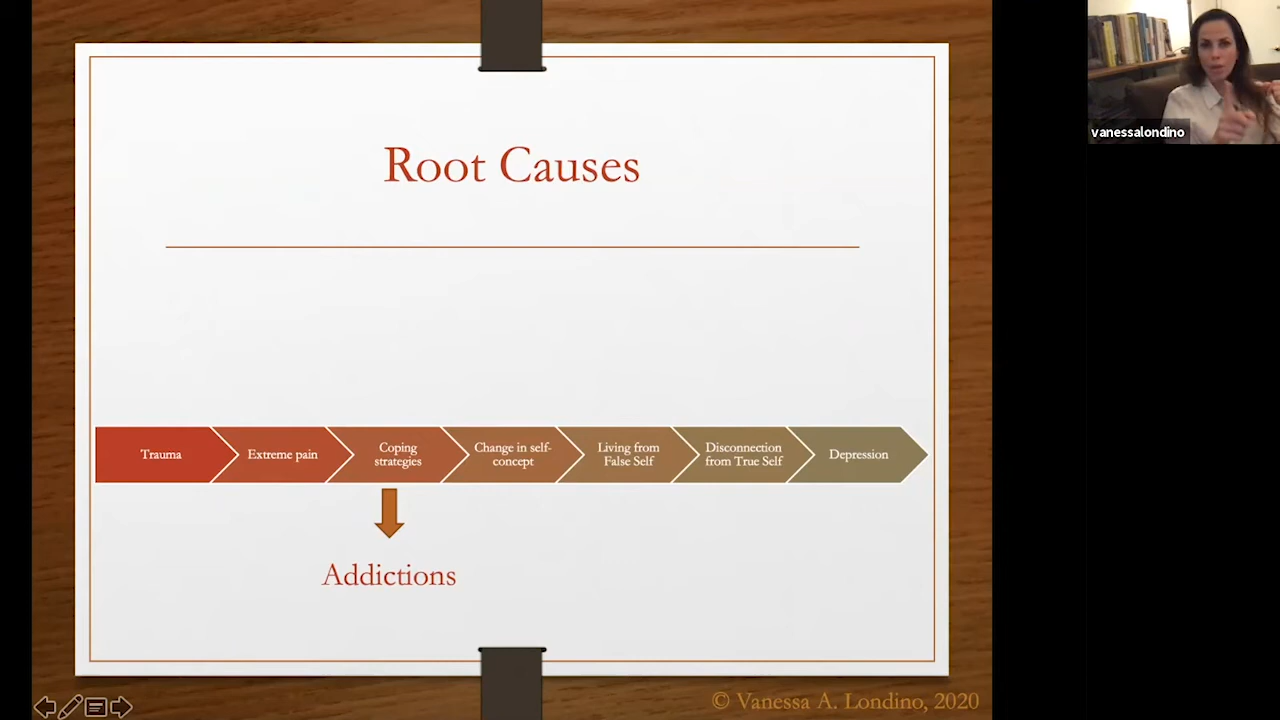 vanessalondino
Root Causes
Trauma
Extreme pain
Coping
strategies
Change in self-
concept
Living from
False Self
Disconnection
from True Self
Depression
Addictions
© Vanessa A. Londino, 2020